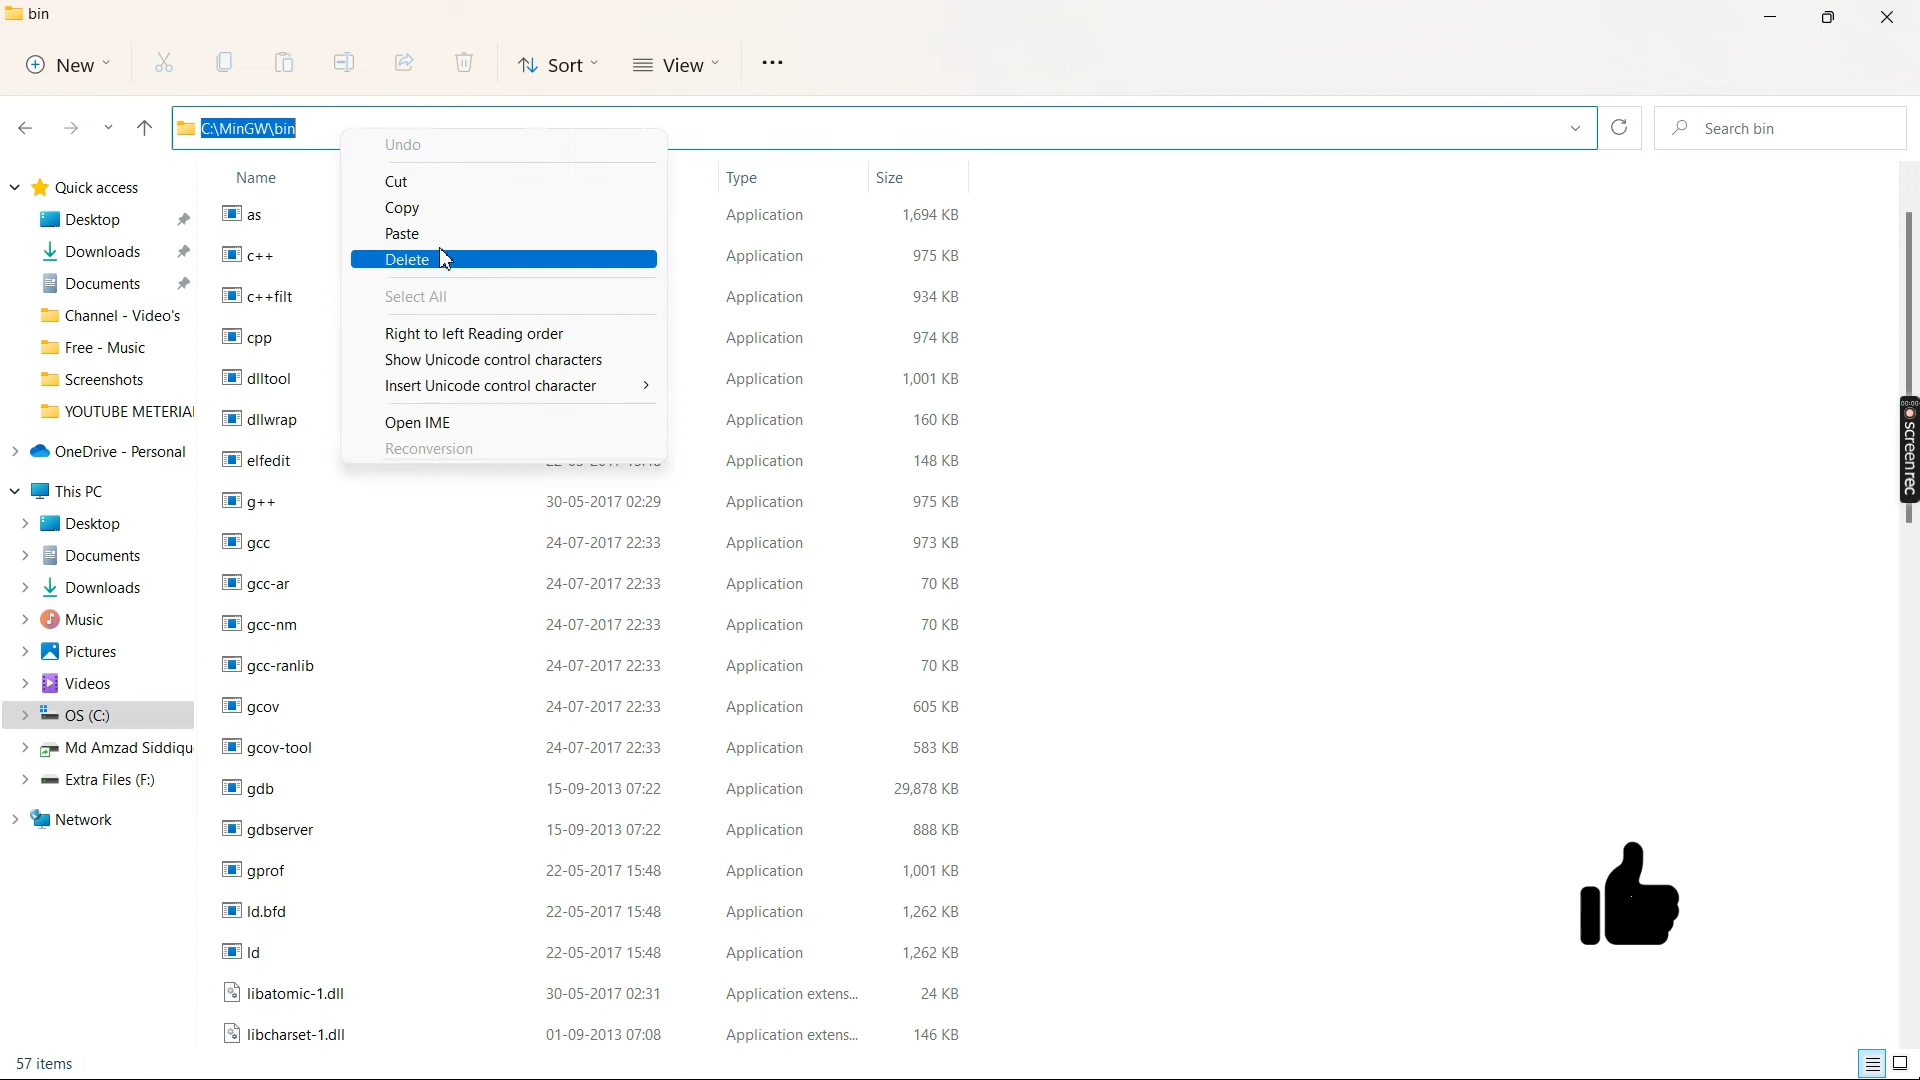 bin
New
Sort
View
C:\MinGW\bin
Search bin
Undo
Cut
Copy
Paste
Delete
Select All
Right to left Reading order
Show Unicode control characters
Insert Unicode control character
Open IME
Reconversion
Quick access
Desktop
Downloads
Documents
Channel - Video's
Free - Music
Screenshots
YOUTUBE METERIA
OneDrive - Personal
This PC
Desktop
Documents
Downloads
Music
Pictures
Videos
OS (C:)
Md Amzad Siddiqu
Extra Files (F:)
Network
Name Type Size
as Application 1,694 KB
c++ Application 975 KB
c++filt Application 934 KB
cpp Application 974 KB
dlltool Application 1,001 KB
dllwrap Application 160 KB
elfedit Application 148 KB
g++ 30-05-2017 02:29 Application 975 KB
gcc 24-07-2017 22:33 Application 973 KB
gcc-ar 24-07-2017 22:33 Application 70 KB
gcc-nm 24-07-2017 22:33 Application 70 KB
gcc-ranlib 24-07-2017 22:33 Application 70 KB
gcov 24-07-2017 22:33 Application 605 KB
gcov-tool 24-07-2017 22:33 Application 583 KB
gdb 15-09-2013 07:22 Application 29,878 KB
gdbserver 15-09-2013 07:22 Application 888 KB
gprof 22-05-2017 15:48 Application 1,001 KB
ld.bfd 22-05-2017 15:48 Application 1,262 KB
ld 22-05-2017 15:48 Application 1,262 KB
libatomic-1.dll 30-05-2017 02:31 Application extens... 24 KB
libcharset-1.dll 01-09-2013 07:08 Application extens... 146 KB
screenrec
57 items